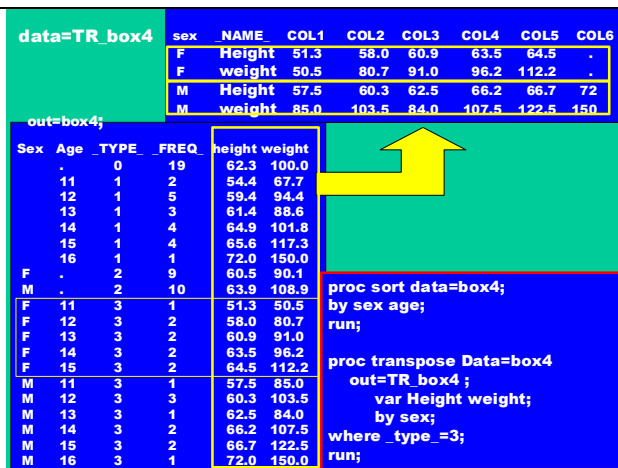 data=TR_box4
sex _NAME_ COL1 COL2 COL3 COL4 COL5 COL6
F Height 51.3 58.0 60.9 63.5 64.5 .
F weight 50.5 80.7 91.0 96.2 112.2 .
M Height 57.5 60.3 62.5 66.2 66.7 72
M weight 85.0 103.5 84.0 107.5 122.5 150
out=box4;
Sex Age _TYPE_ _FREQ_ height weight
. 0 19 62.3 100.0
11 1 2 54.4 67.7
12 1 5 59.4 94.4
13 1 3 61.4 88.6
14 1 4 64.9 101.8
15 1 4 65.6 117.3
16 1 1 72.0 150.0
F . 2 9 60.5 90.1
M . 2 10 63.9 108.9
F 11 3 1 51.3 50.5
F 12 3 2 58.0 80.7
F 13 3 2 60.9 91.0
F 14 3 2 63.5 96.2
F 15 3 2 64.5 112.2
M 11 3 1 57.5 85.0
M 12 3 3 60.3 103.5
M 13 3 1 62.5 84.0
M 14 3 2 66.2 107.5
M 15 3 2 66.7 122.5
M 16 3 1 72.0 150.0
proc sort data=box4;
by sex age;
run;
proc transpose Data=box4
out=TR_box4 ;
var Height weight;
by sex;
where _type_=3;
run;